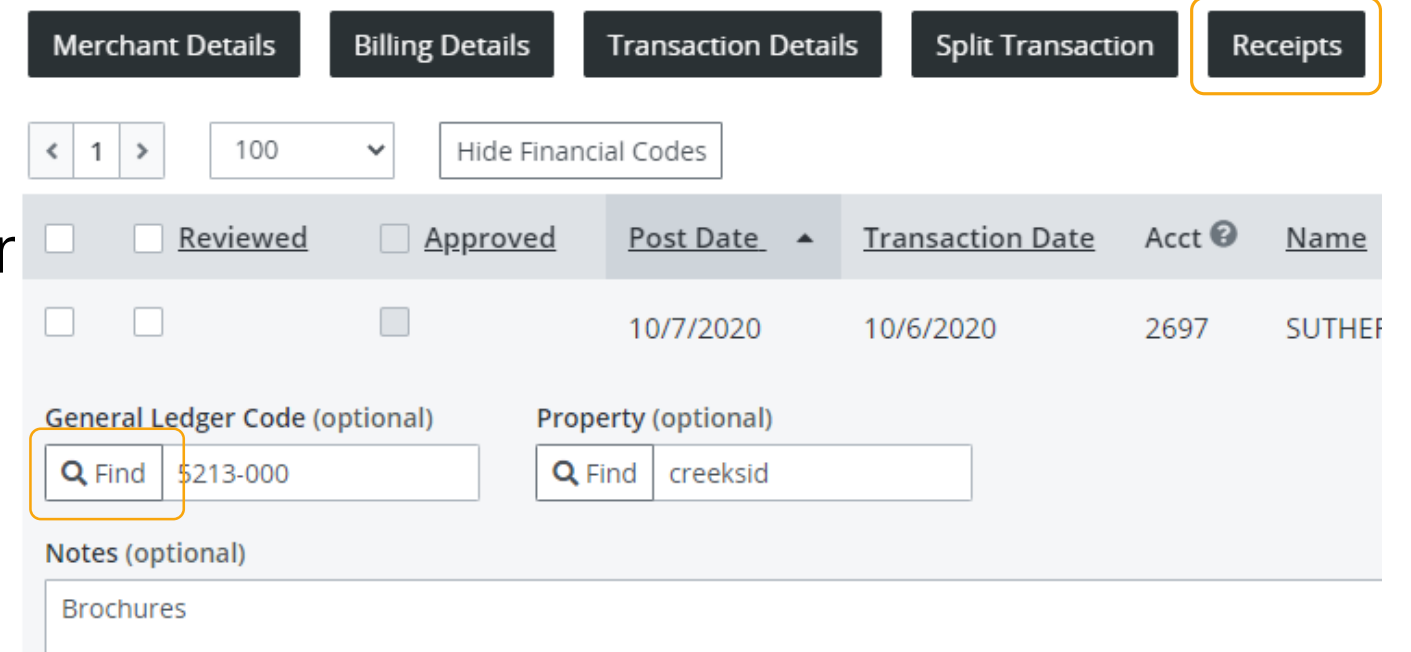 Merchant Details Billing Details Transaction Details Split Transaction Receipts
< 1 > 100 Hide Financial Codes
r
Reviewed Approved Post Date Transaction Date Acct ? Name
10/7/2020 10/6/2020 2697
General Ledger Code (optional) Property (optional)
Find 5213-000 Find creeksid
Notes (optional)
Brochures